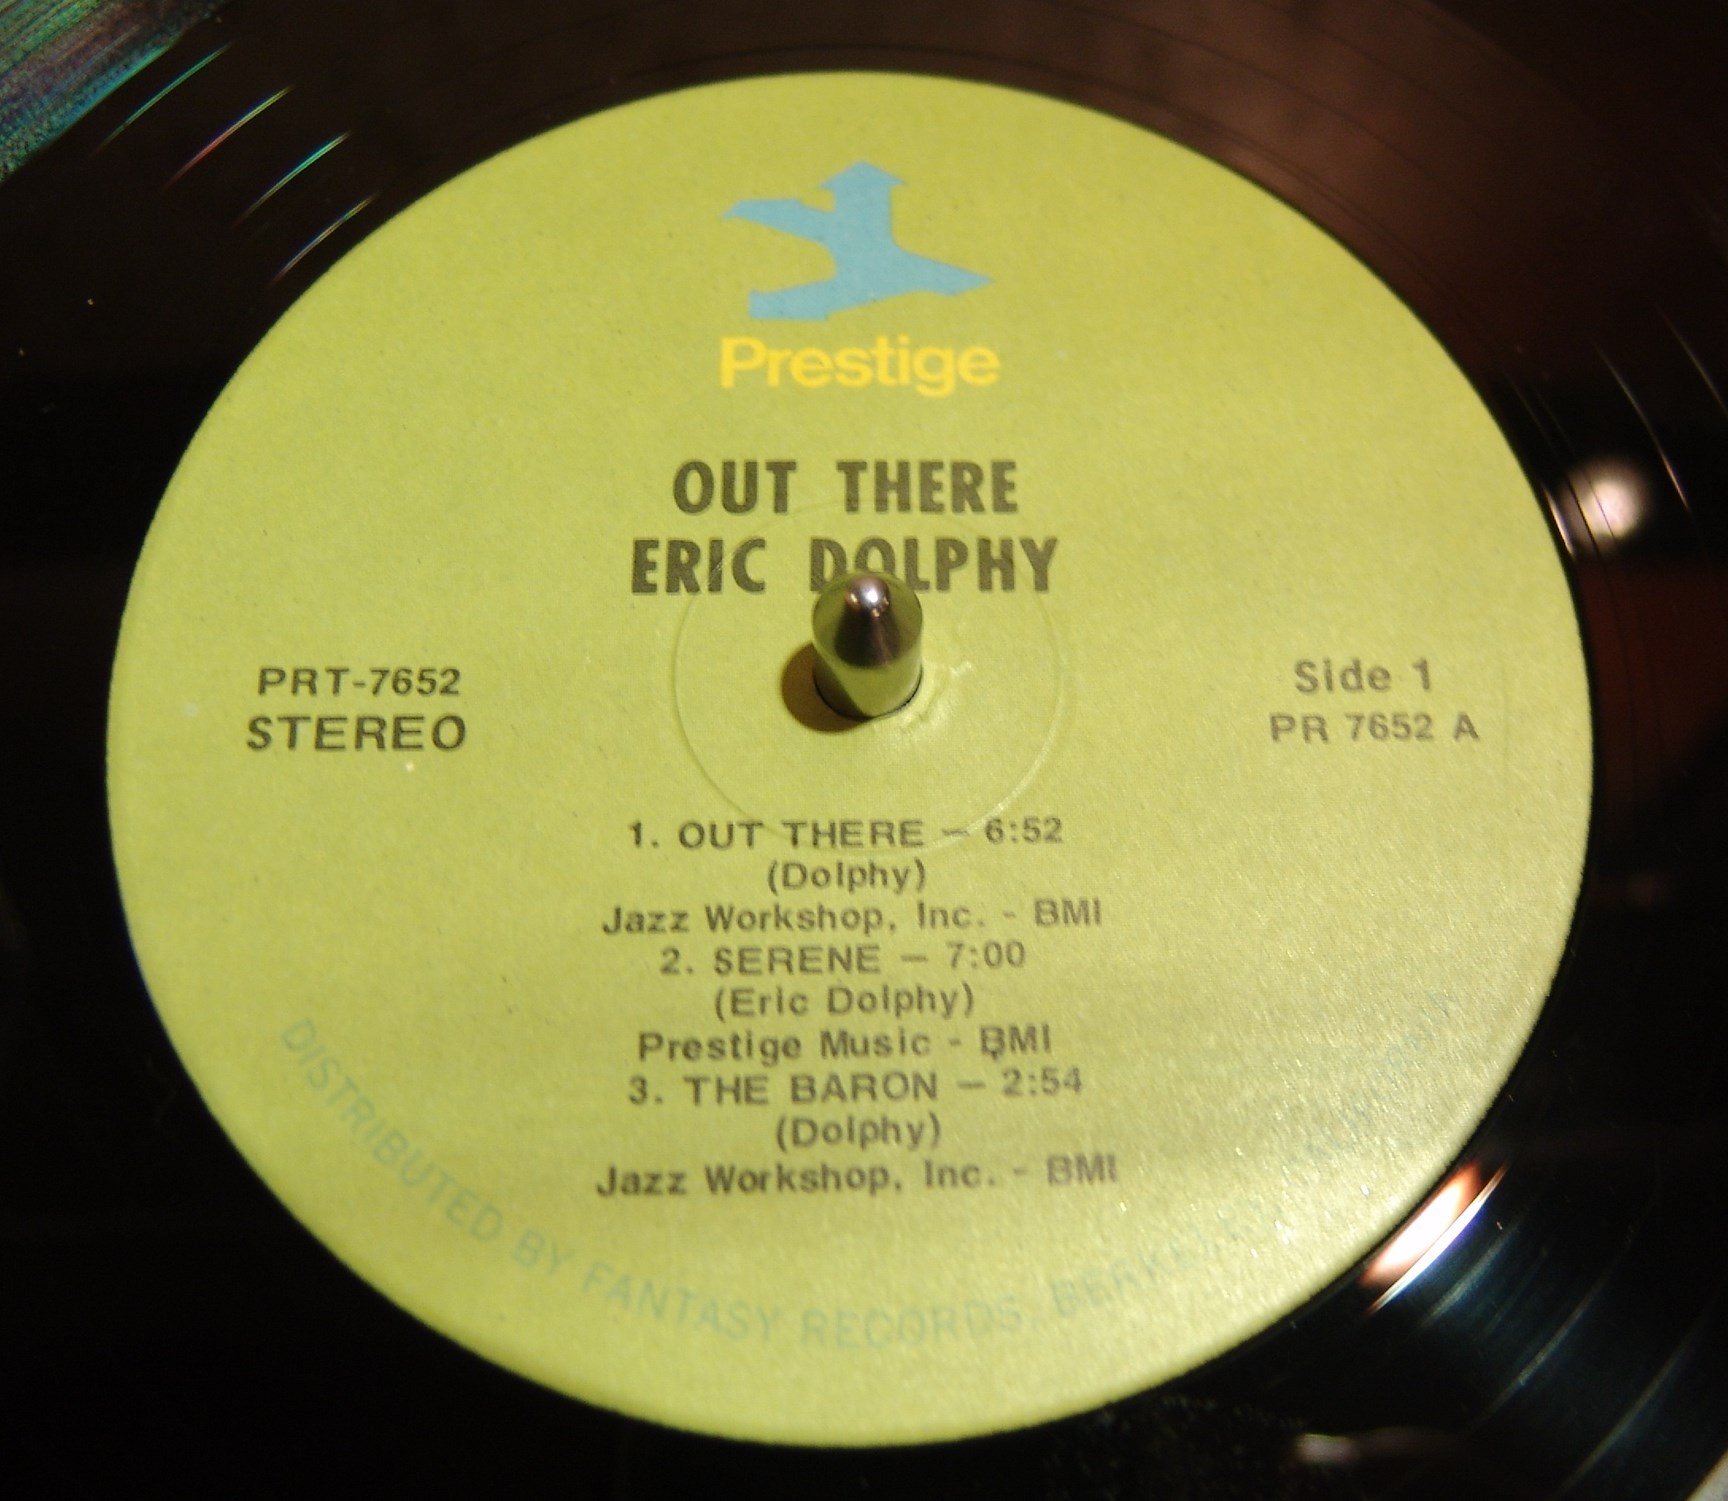 Prestige
OUT THERE
ERIC DOLPHY
PRT-7652
STEREO
Side 1
PR 7652 A
1. OUT THERE — 6:52
(Dolphy)
Jazz Workshop, Inc. - BMI
2. SERENE — 7:00
(Eric Dolphy)
Prestige Music - BMI
3. THE BARON — 2:54
(Dolphy)
Jazz Workshop, Inc. - BMI
DISTRIBUTED BY FANTASY RECORDS, BERKELEY